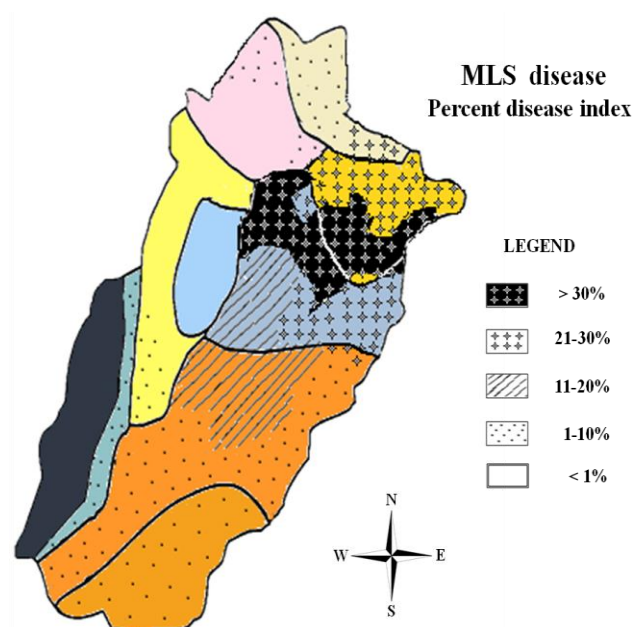 MLS disease
Percent disease index
LEGEND
> 30%
21-30%
11-20%
1-10%
< 1%
N
W E
S